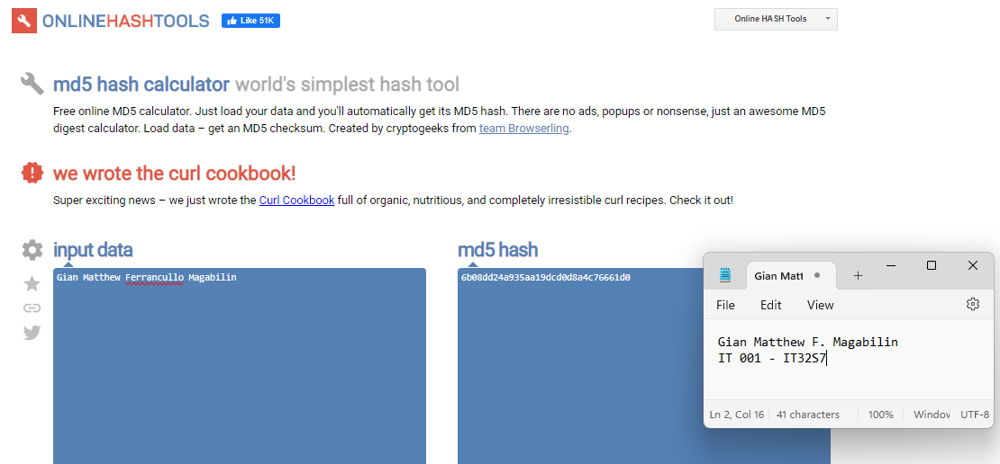 ONLINEHASHTOOLS
Like 51K
Online HASH Tools
md5 hash calculator world's simplest hash tool
Free online MD5 calculator. Just load your data and you'll automatically get its MD5 hash. There are no ads, popups or nonsense, just an awesome MD5
digest calculator. Load data – get an MD5 checksum. Created by cryptogeeks from team Browserling.
we wrote the curl cookbook!
Super exciting news – we just wrote the Curl Cookbook full of organic, nutritious, and completely irresistible curl recipes. Check it out!
input data
Gian Matthew Ferrancullo Magabilin
md5 hash
6b08dd24a935aa19dcd0d8a4c76661d0
Gian Matt
File Edit View
Gian Matthew F. Magabilin
IT 001 - IT32S7
Ln 2, Col 16 41 characters 100% Window UTF-8